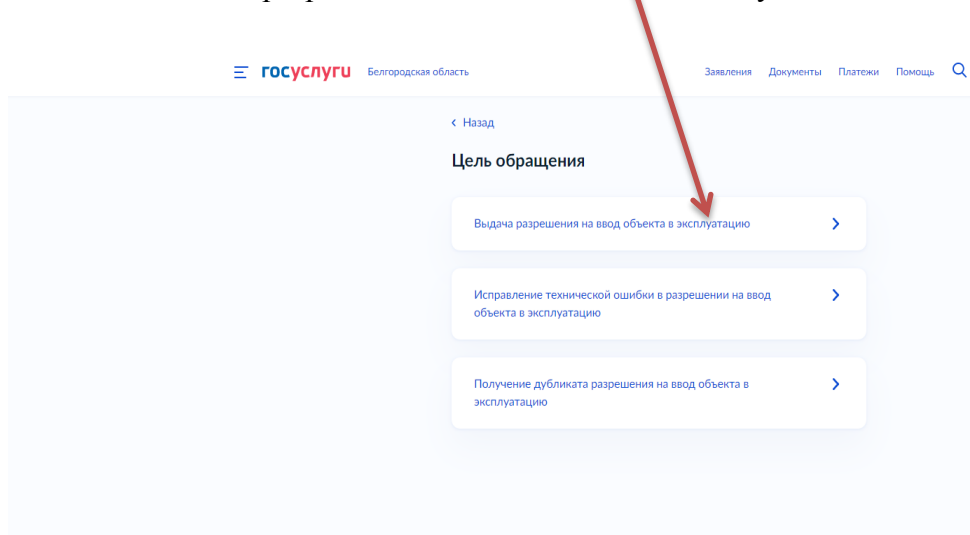 госуслуги Белгородская область Заявления Документы Платежи Помощь
Назад
Цель обращения
Выдача разрешения на ввод объекта в эксплуатацию
Исправление технической ошибки в разрешении на ввод
объекта в эксплуатацию
Получение дубликата разрешения на ввод объекта в
эксплуатацию